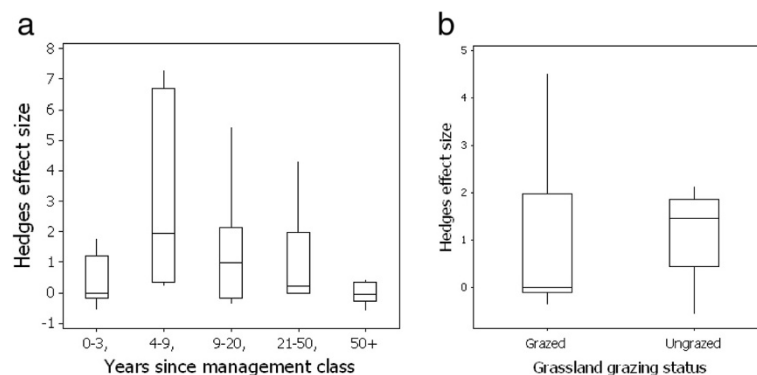 a
8
7
6
5
4
3
2
1
0
-1
Hedges effect size
0-3, 4-9, 9-20, 21-50, 50+
Years since management class
b
5
4
3
2
1
0
Hedges effect size
Grazed Ungrazed
Grassland grazing status